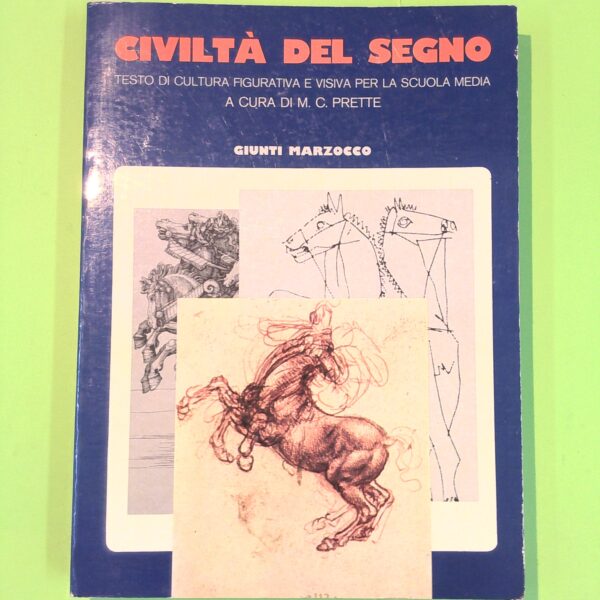 CIVILTÀ DEL SEGNO
TESTO DI CULTURA FIGURATIVA E VISIVA PER LA SCUOLA MEDIA
A CURA DI M. C. PRETTE
GIUNTI MARZOCCO